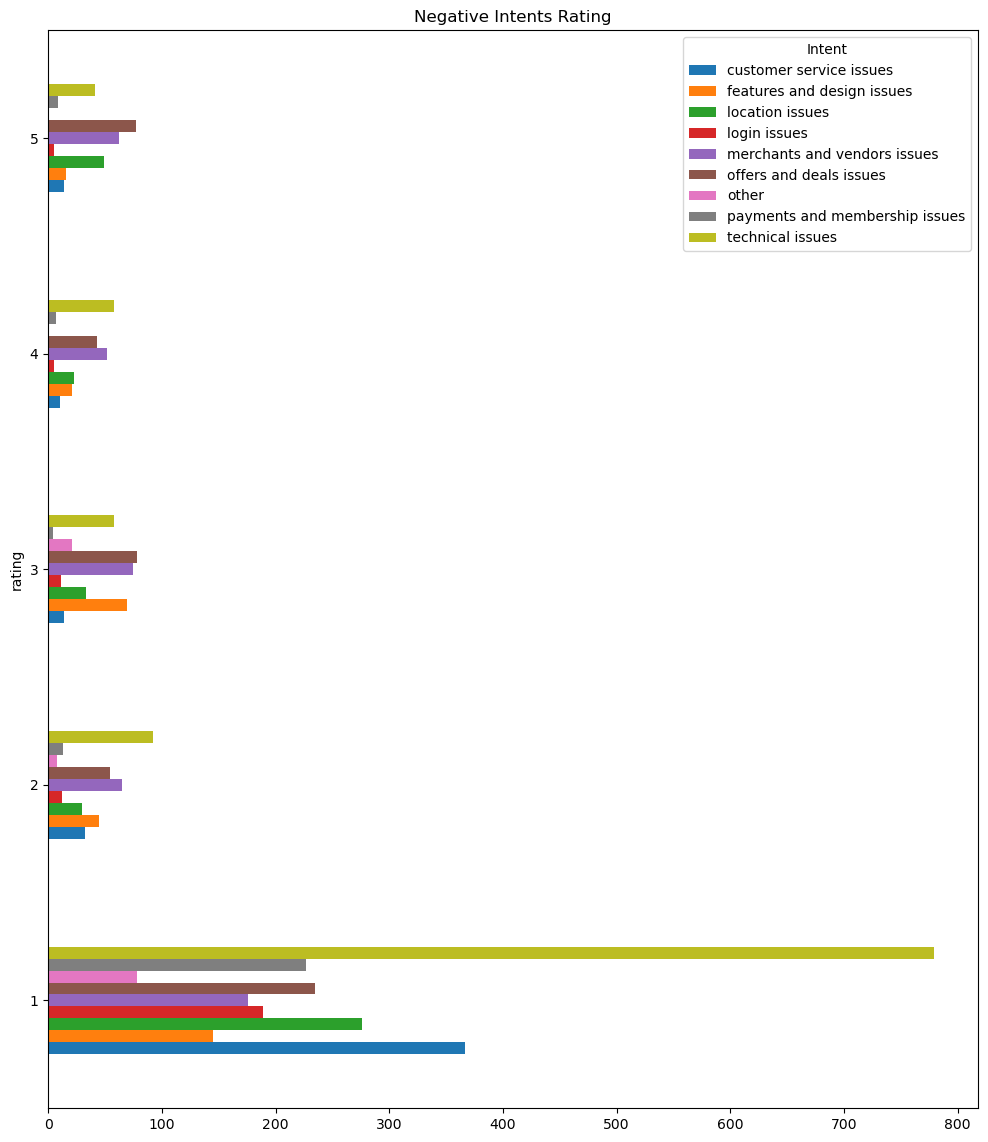 Negative Intents Rating
Intent
customer service issues
features and design issues
location issues
login issues
merchants and vendors issues
offers and deals issues
other
payments and membership issues
technical issues
5
4
3
2
1
rating
0 100 200 300 400 500 600 700 800